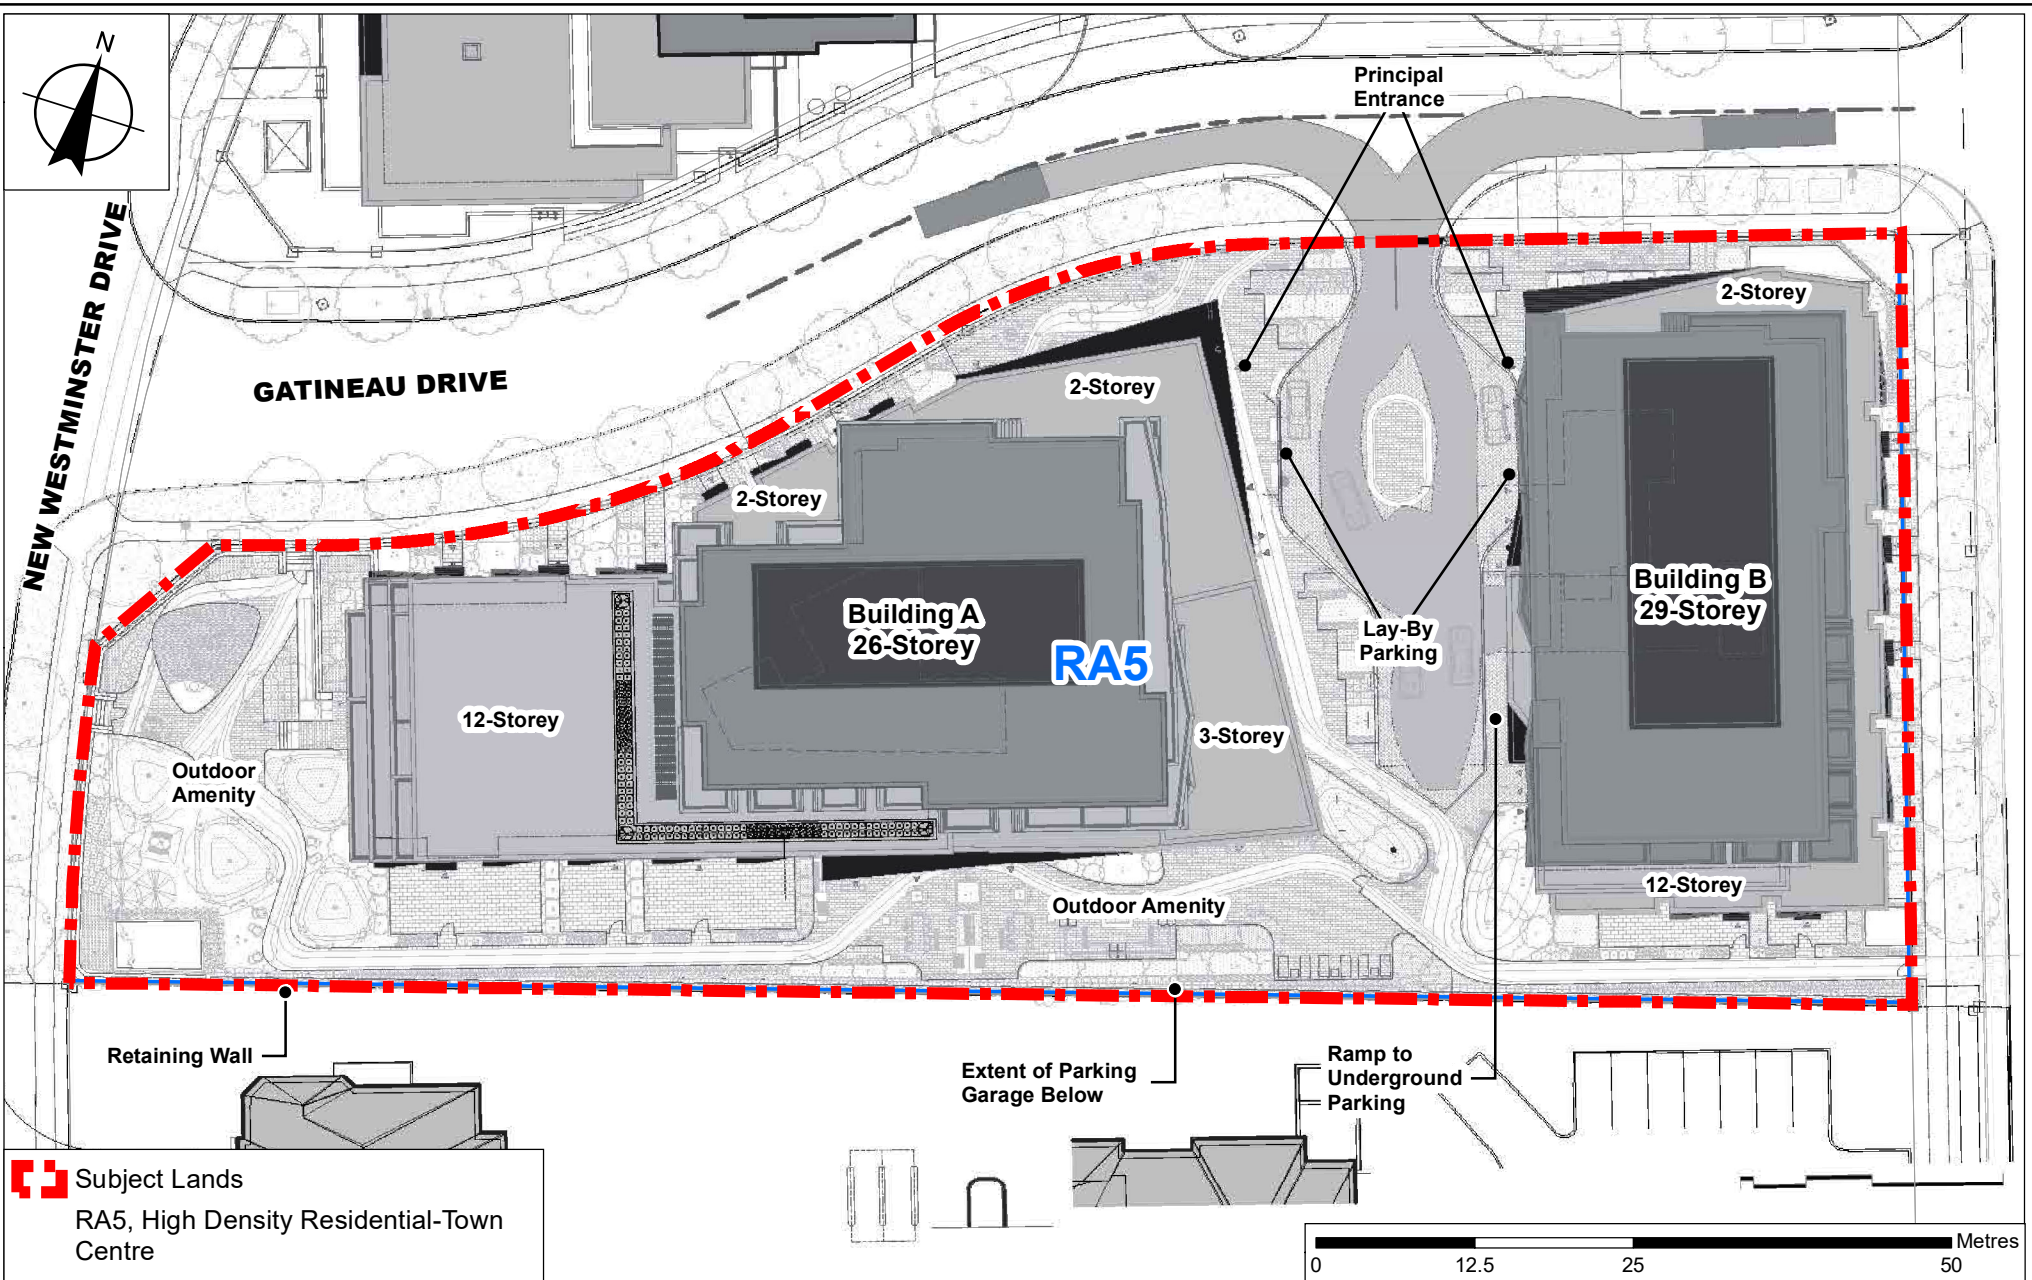 N
NEW WESTMINSTER DRIVE
GATINEAU DRIVE
Principal
Entrance
2-Storey
2-Storey
2-Storey
Building A
26-Storey
RA5
Building B
29-Storey
Lay-By
Parking
12-Storey
3-Storey
Outdoor
Amenity
12-Storey
Outdoor Amenity
Retaining Wall
Extent of Parking
Garage Below
Ramp to
Underground
Parking
Subject Lands
RA5, High Density Residential-Town
Centre
Metres
0 12.5 25 50